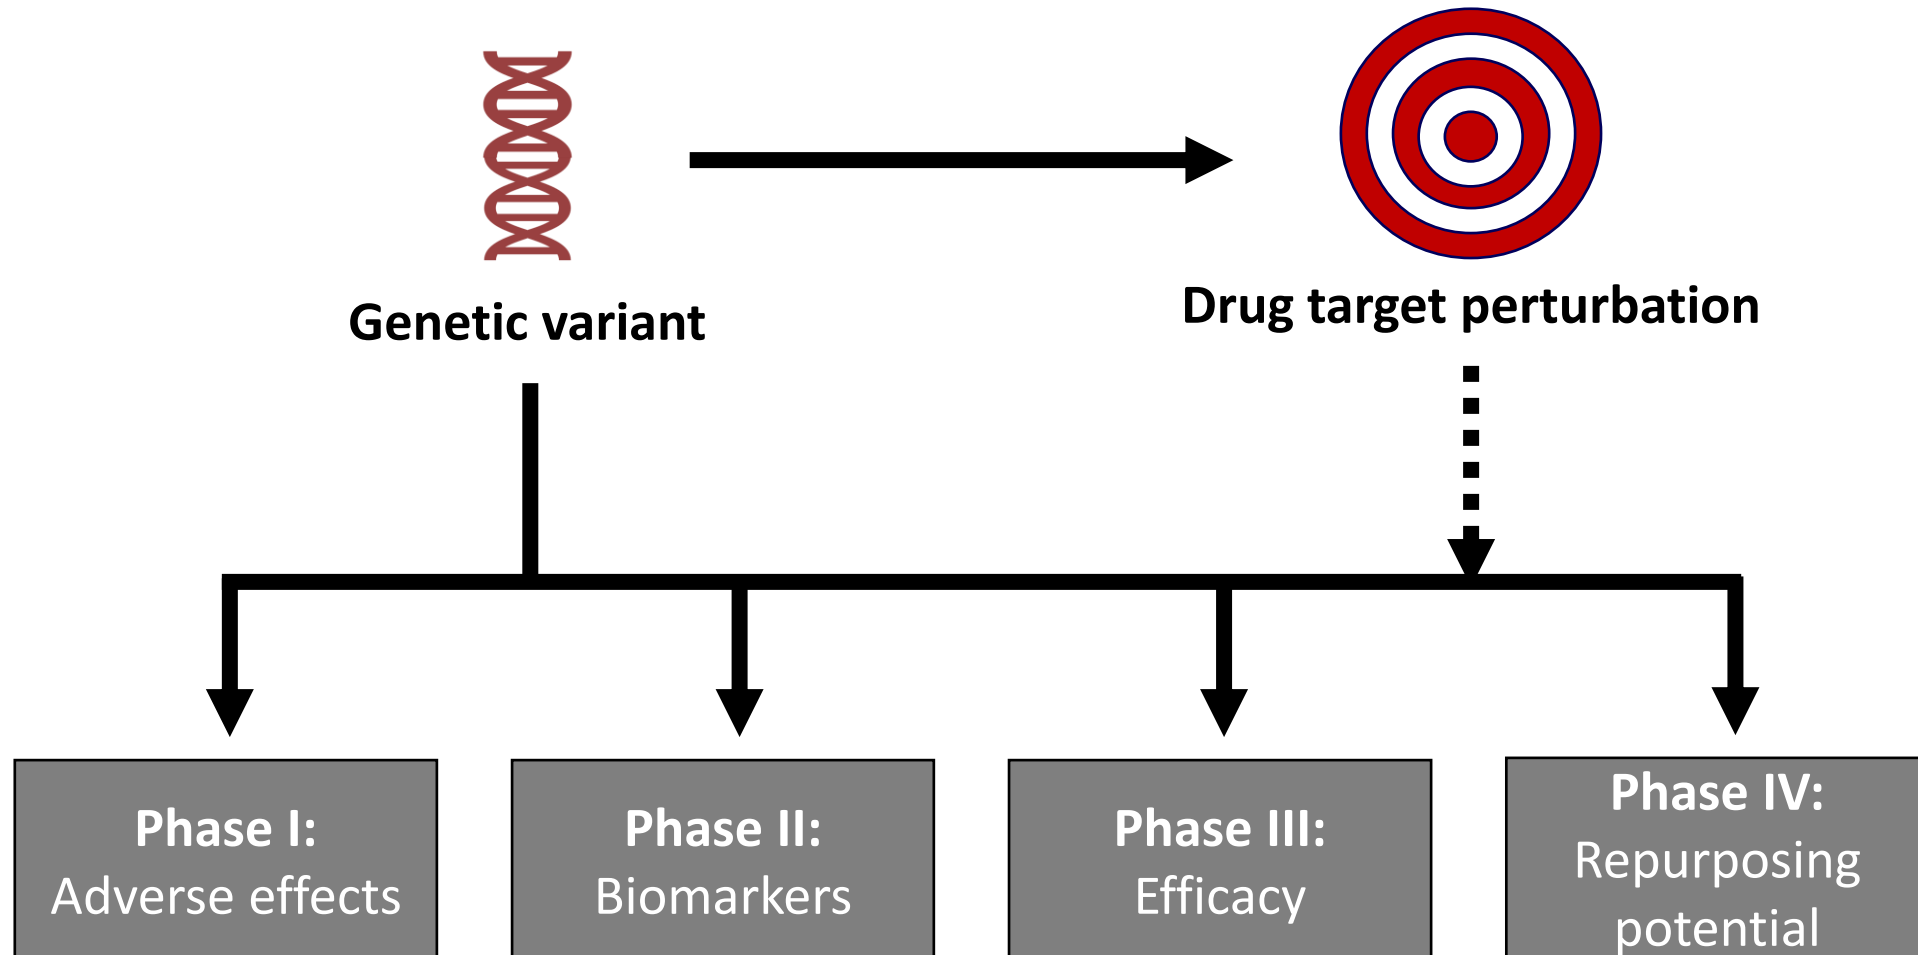 Genetic variant
Drug target perturbation
Phase I:
Adverse effects
Phase II:
Biomarkers
Phase III:
Efficacy
Phase IV:
Repurposing
potential